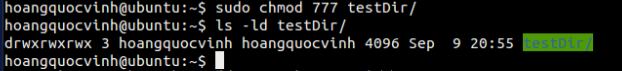 hoangquocvinh@ubuntu:~$ sudo chmod 777 testDir/
hoangquocvinh@ubuntu:~$ ls -ld testDir/
drwxrwxrwx 3 hoangquocvinh hoangquocvinh 4096 Sep  9 20:55 testDir/
hoangquocvinh@ubuntu:~$